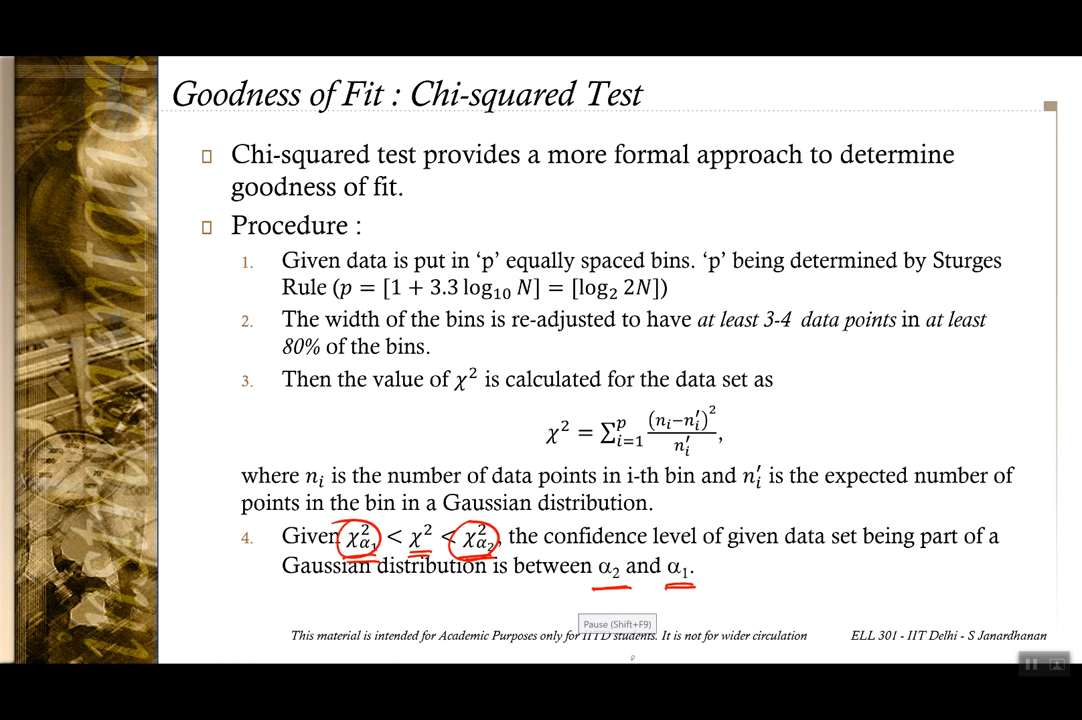 Goodness of Fit : Chi-squared Test
Chi-squared test provides a more formal approach to determine
goodness of fit.
Procedure :
1. Given data is put in ‘p’ equally spaced bins. ‘p’ being determined by Sturges
Rule (p = [1 + 3.3 log₁₀ N] = [log₂ 2N])
2. The width of the bins is re-adjusted to have at least 3-4 data points in at least
80% of the bins.
3. Then the value of χ² is calculated for the data set as
χ² = Σᵢ₌₁ᵖ (nᵢ−nᵢ′)² / nᵢ′,
where nᵢ is the number of data points in i-th bin and nᵢ′ is the expected number of
points in the bin in a Gaussian distribution.
4. Given χ²α₁ < χ² < χ²α₂, the confidence level of given data set being part of a
Gaussian distribution is between α₂ and α₁.
Pause (Shift+F9)
This material is intended for Academic Purposes only for IITD students. It is not for wider circulation
ELL 301 - IIT Delhi - S Janardhanan